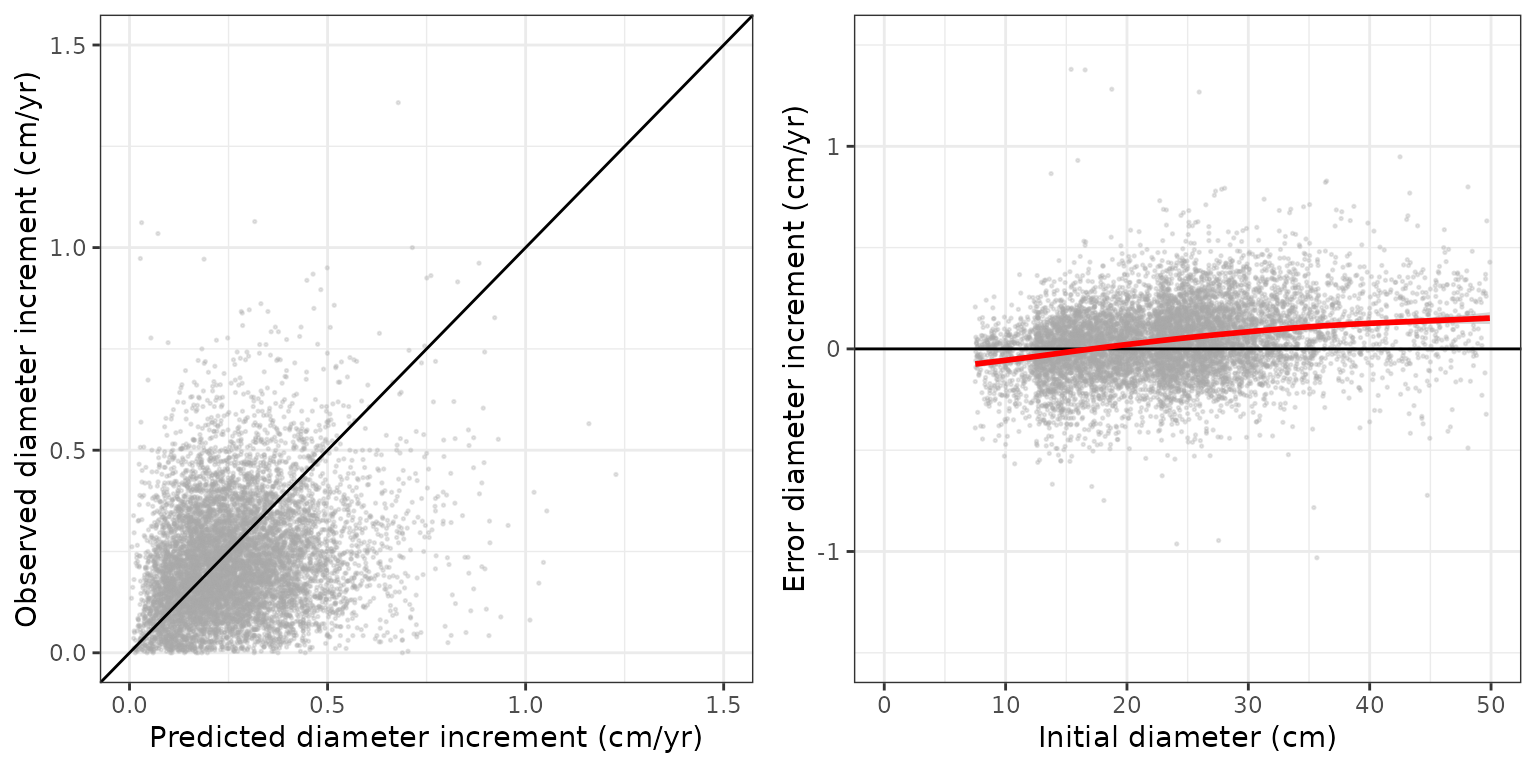 Observed diameter increment (cm/yr)
1.5
1.0
0.5
0.0
0.0 0.5 1.0 1.5
Predicted diameter increment (cm/yr)
Error diameter increment (cm/yr)
1
0
-1
0 10 20 30 40 50
Initial diameter (cm)